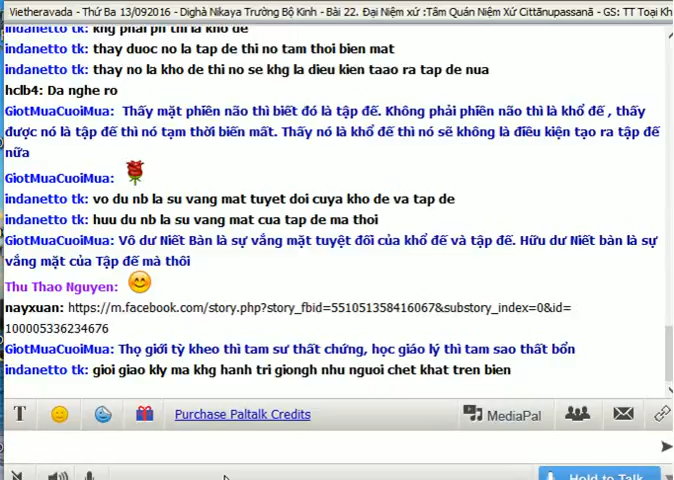 Vietheravada - Thứ Ba 13/092016 - Dighà Nikaya Trường Bộ Kinh - Bài 22. Đại Niệm xứ :Tâm Quán Niệm Xứ Cittānupassanā - GS: TT Toại Kh
indanetto tk: khg phai pn thi la kho de
indanetto tk: thay duoc no la tap de thi no tam thoi bien mat
indanetto tk: thay no la kho de thi no se khg la dieu kien taao ra tap de nua
hclb4: Da nghe ro
GiotMuaCuoiMua: Thấy mặt phiền não thì biết đó là tập đế. Không phải phiền não thì là khổ đế , thấy
được nó là tập đế thì nó tạm thời biến mất. Thấy nó là khổ đế thì nó sẽ không là điều kiện tạo ra tập đế
nữa
GiotMuaCuoiMua:
indanetto tk: vo du nb la su vang mat tuyet doi cuya kho de va tap de
indanetto tk: huu du nb la su vang mat cua tap de ma thoi
GiotMuaCuoiMua: Vô dư Niết Bàn là sự vắng mặt tuyệt đối của khổ đế và tập đế. Hữu dư Niết bàn là sự
vắng mặt của Tập đế mà thôi
Thu Thao Nguyen:
nayxuan: https://m.facebook.com/story.php?story_fbid=551051358416067&substory_index=0&id=
100005336234676
GiotMuaCuoiMua: Thọ giới tỳ kheo thì tam sư thất chứng, học giáo lý thì tam sao thất bổn
indanetto tk: gioi giao kly ma khg hanh tri giongh nhu nguoi chet khat tren bien
T
Purchase Paltalk Credits
MediaPal
Hold to Talk